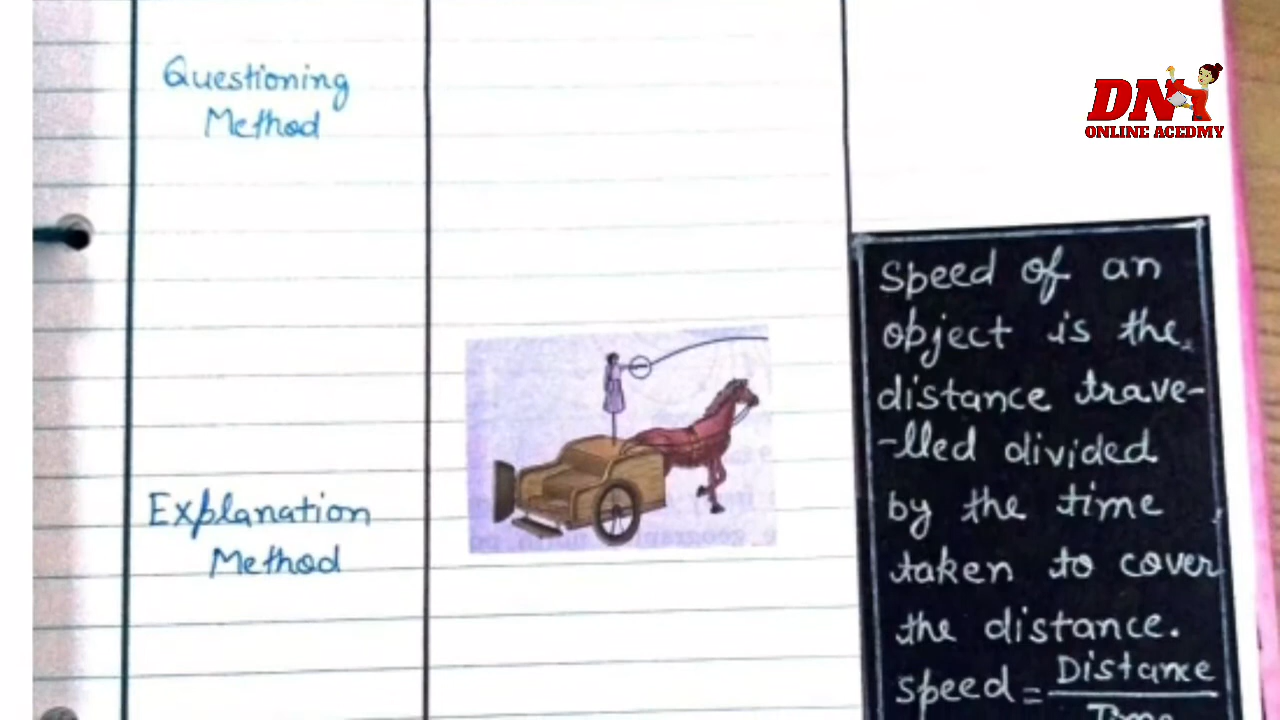 Questioning
Method
DN
ONLINE ACEDMY
Speed of an
object is the
distance trave-
-lled divided
by the time
taken to cover
the distance.
Speed = Distance
Time
Explanation
Method